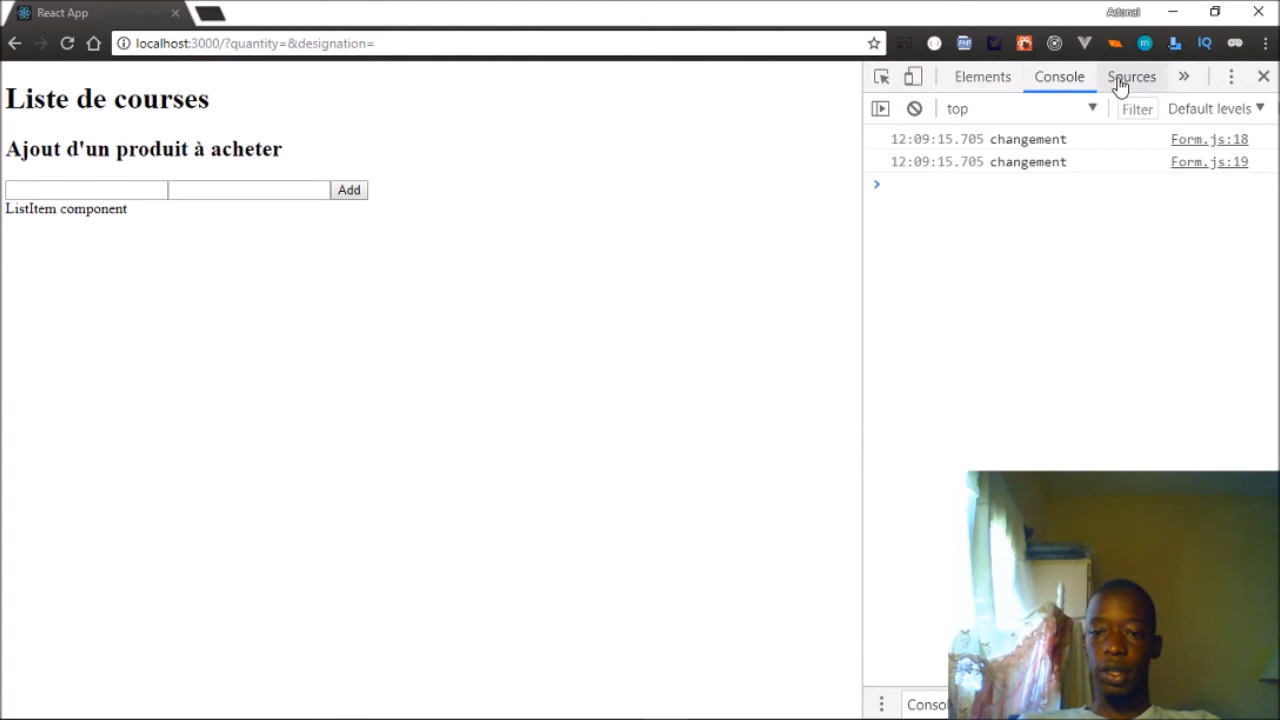 React App
Adonai
localhost:3000/?quantity=&designation=
Liste de courses
Ajout d'un produit à acheter
Add
ListItem component
Elements
Console
Sources
top
Filter
Default levels
12:09:15.705 changement Form.js:18
12:09:15.705 changement Form.js:19
Consol